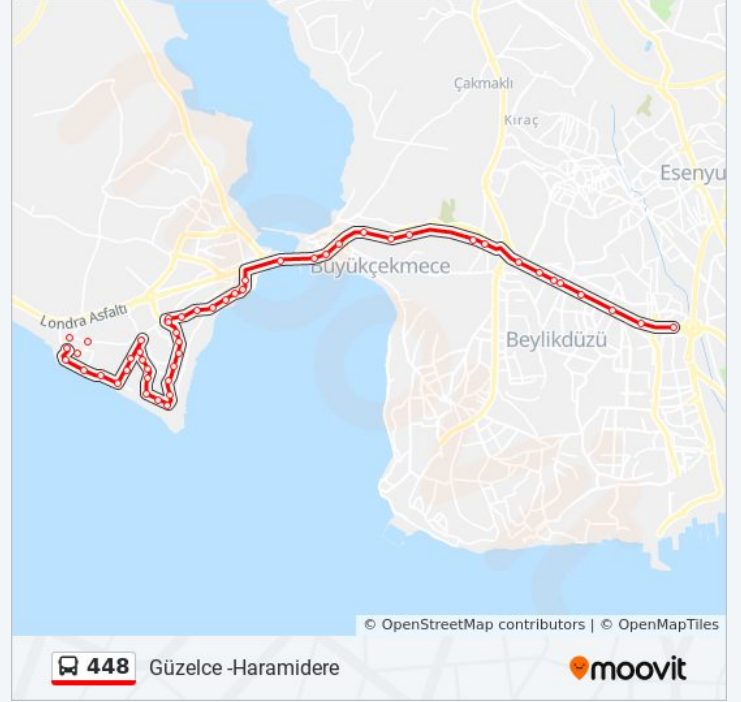 Çakmaklı
Kıraç
Esenyu
Büyükçekmece
Londra Asfaltı
Beylikdüzü
© OpenStreetMap contributors | © OpenMapTiles
448 Güzelce -Haramidere
moovit